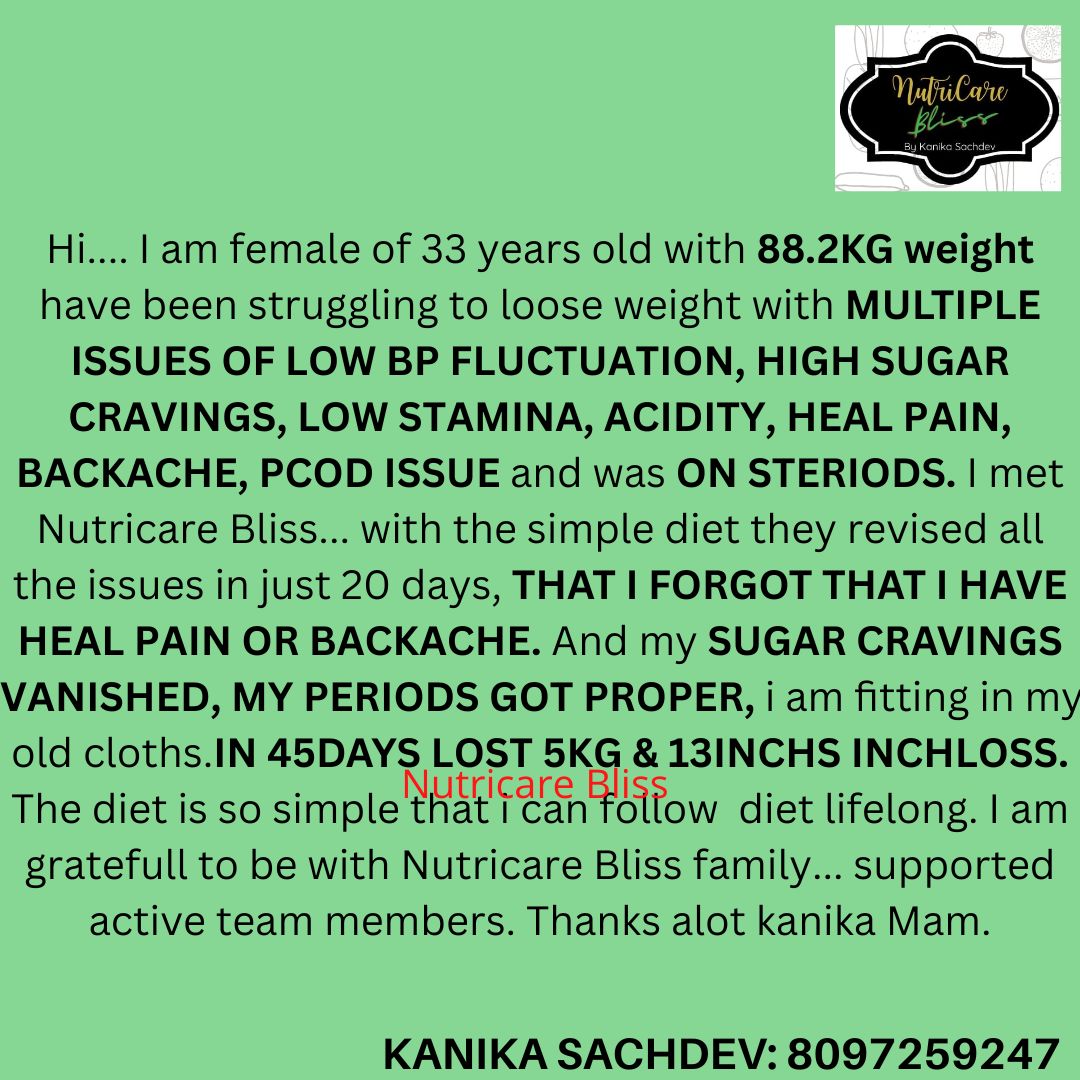 NutriCare
Bliss
By Kanika Sachdev
Hi.... I am female of 33 years old with 88.2KG weight
have been struggling to loose weight with MULTIPLE
ISSUES OF LOW BP FLUCTUATION, HIGH SUGAR
CRAVINGS, LOW STAMINA, ACIDITY, HEAL PAIN,
BACKACHE, PCOD ISSUE and was ON STERIODS. I met
Nutricare Bliss... with the simple diet they revised all
the issues in just 20 days, THAT I FORGOT THAT I HAVE
HEAL PAIN OR BACKACHE. And my SUGAR CRAVINGS
VANISHED, MY PERIODS GOT PROPER, i am fitting in my
old cloths.IN 45DAYS LOST 5KG & 13INCHS INCHLOSS.
Nutricare Bliss
The diet is so simple that i can follow  diet lifelong. I am
gratefull to be with Nutricare Bliss family... supported
active team members. Thanks alot kanika Mam.
KANIKA SACHDEV: 8097259247